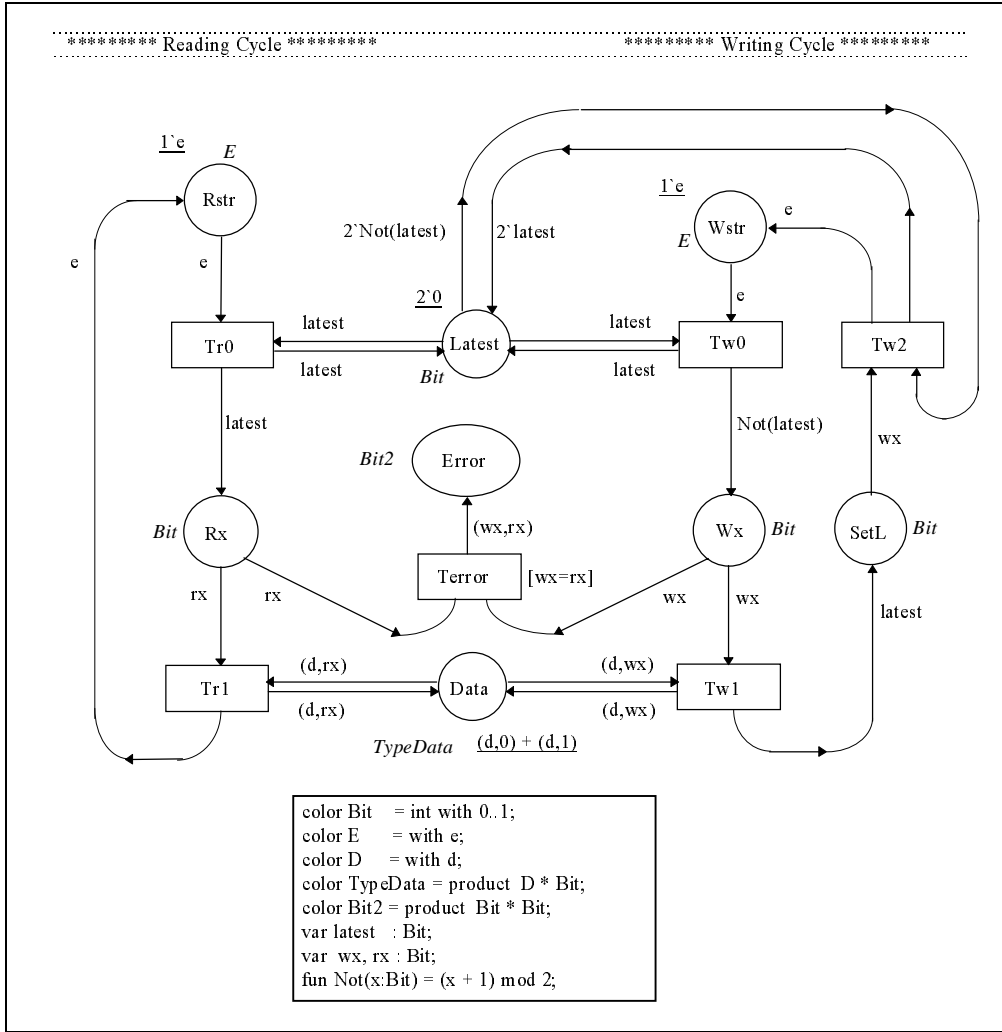 ********* Reading Cycle *********
********* Writing Cycle *********
1`e
E
Rstr
1`e
E
Wstr
e
e
e
e
2`Not(latest)
2`latest
2`0
Latest
Bit
latest
latest
latest
latest
Tr0
Tw0
Tw2
latest
Not(latest)
wx
Bit2
Error
Bit
Rx
(wx,rx)
Wx
Bit
SetL
Bit
Terror
[wx=rx]
rx
rx
wx
wx
latest
Tr1
(d,rx)
(d,rx)
Data
(d,wx)
(d,wx)
Tw1
TypeData
(d,0) + (d,1)
color Bit = int with 0..1;
color E = with e;
color D = with d;
color TypeData = product D * Bit;
color Bit2 = product Bit * Bit;
var latest : Bit;
var wx, rx : Bit;
fun Not(x:Bit) = (x + 1) mod 2;